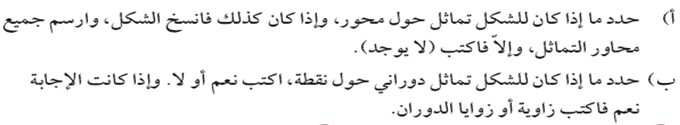 أ) حدد ما إذا كان للشكل تماثل حول محور، وإذا كان كذلك فانسخ الشكل، وارسم جميع
محاور التماثل، وإلاّ فاكتب (لا يوجد).
ب) حدد ما إذا كان للشكل تماثل دوراني حول نقطة، اكتب نعم أو لا. وإذا كانت الإجابة
نعم فاكتب زاوية أو زوايا الدوران.